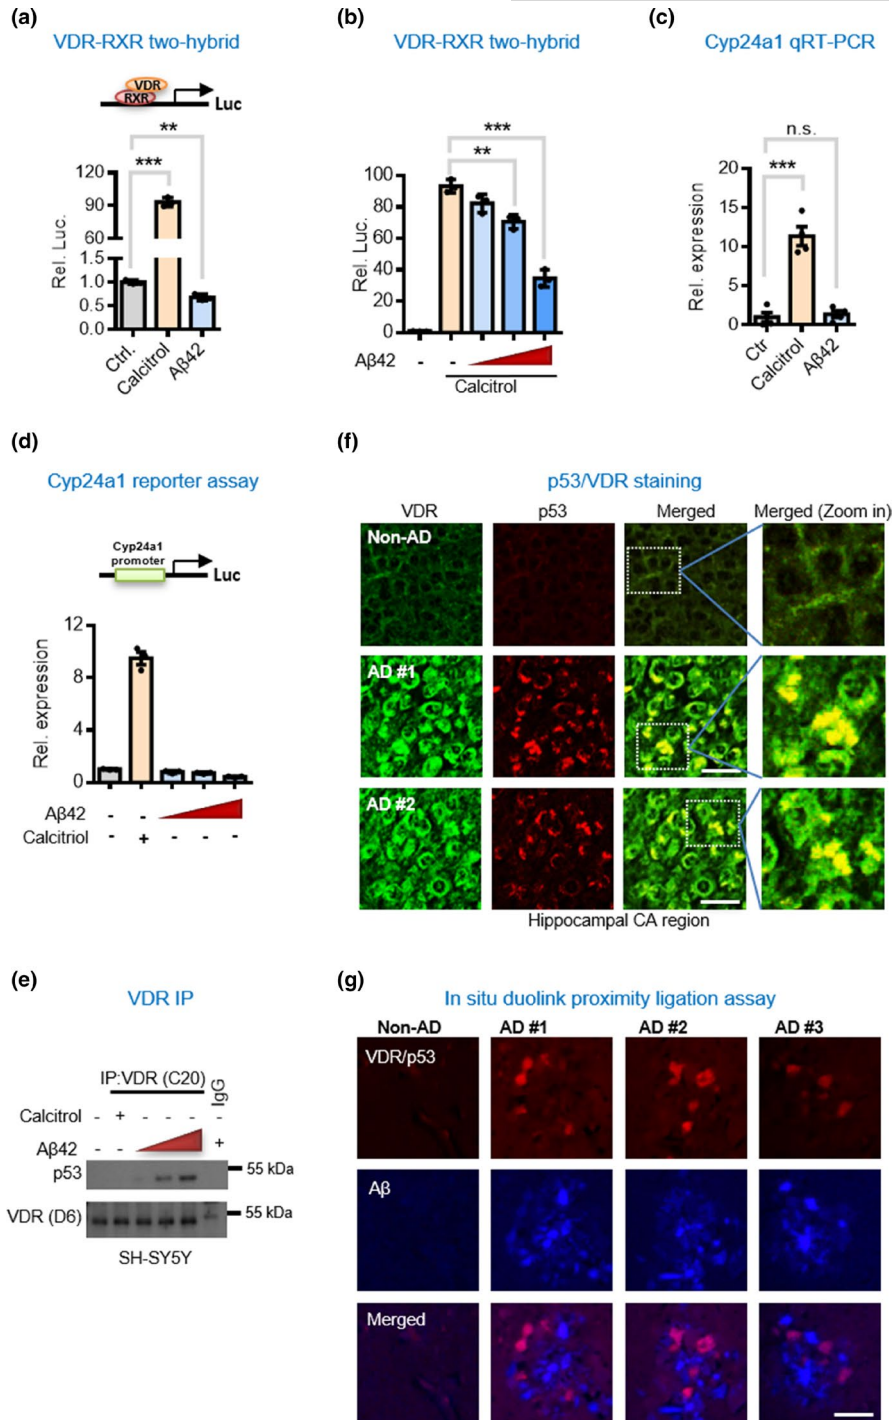 (a)
VDR-RXR two-hybrid
VDR
RXR
Luc
**
***
120
90
60
1.5
1.0
0.5
0.0
Rel. Luc.
Ctrl.
Calcitrol
Aβ42
(b)
VDR-RXR two-hybrid
***
**
100
80
60
40
20
0
Rel. Luc.
Aβ42 - -
Calcitrol
(c)
Cyp24a1 qRT-PCR
n.s.
***
20
15
10
5
0
Rel. expression
Ctr
Calcitrol
Aβ42
(d)
Cyp24a1 reporter assay
Cyp24a1
promoter
Luc
12
8
4
0
Rel. expression
Aβ42 - -
Calcitriol - + - - -
(f)
p53/VDR staining
VDR p53 Merged Merged (Zoom in)
Non-AD
AD #1
AD #2
Hippocampal CA region
(e)
VDR IP
IP:VDR (C20) IgG
Calcitrol - + - - - -
Aβ42 - - +
p53 55 kDa
VDR (D6) 55 kDa
SH-SY5Y
(g)
In situ duolink proximity ligation assay
Non-AD AD #1 AD #2 AD #3
VDR/p53
Aβ
Merged